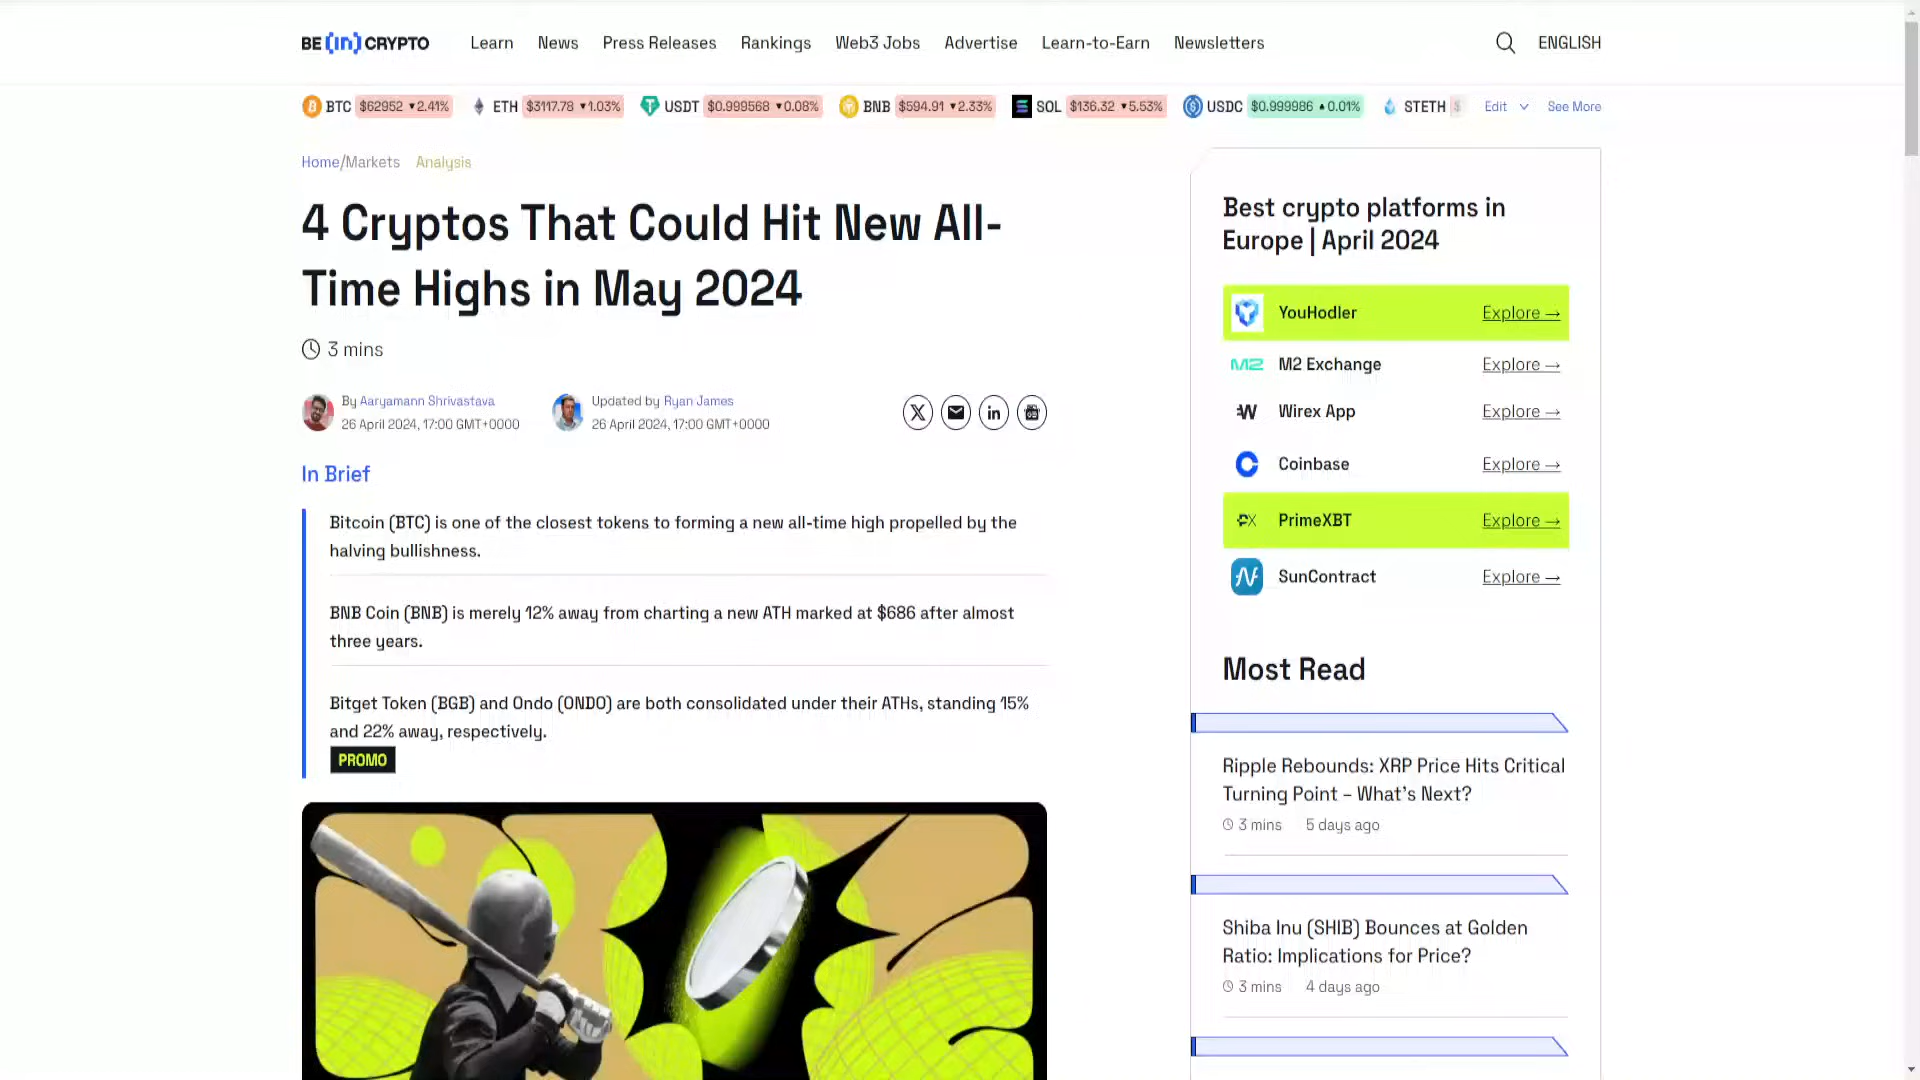 BE[in]CRYPTO Learn News Press Releases Rankings Web3 Jobs Advertise Learn-to-Earn Newsletters ENGLISH
BTC $62952 ▾2.41% ETH $3117.78 ▾1.03% USDT $0.999568 ▾0.08% BNB $594.91 ▾2.33% SOL $136.32 ▾5.53% USDC $0.999986 ▴0.01% STETH $ Edit See More
Home/Markets Analysis
4 Cryptos That Could Hit New All-
Time Highs in May 2024
3 mins
By Aaryamann Shrivastava
26 April 2024, 17:00 GMT+0000
Updated by Ryan James
26 April 2024, 17:00 GMT+0000
In Brief
Bitcoin (BTC) is one of the closest tokens to forming a new all-time high propelled by the
halving bullishness.
BNB Coin (BNB) is merely 12% away from charting a new ATH marked at $686 after almost
three years.
Bitget Token (BGB) and Ondo (ONDO) are both consolidated under their ATHs, standing 15%
and 22% away, respectively.
PROMO
Best crypto platforms in
Europe | April 2024
YouHodler Explore →
M2 M2 Exchange Explore →
Wirex App Explore →
Coinbase Explore →
PrimeXBT Explore →
SunContract Explore →
Most Read
Ripple Rebounds: XRP Price Hits Critical
Turning Point – What's Next?
3 mins 5 days ago
Shiba Inu (SHIB) Bounces at Golden
Ratio: Implications for Price?
3 mins 4 days ago